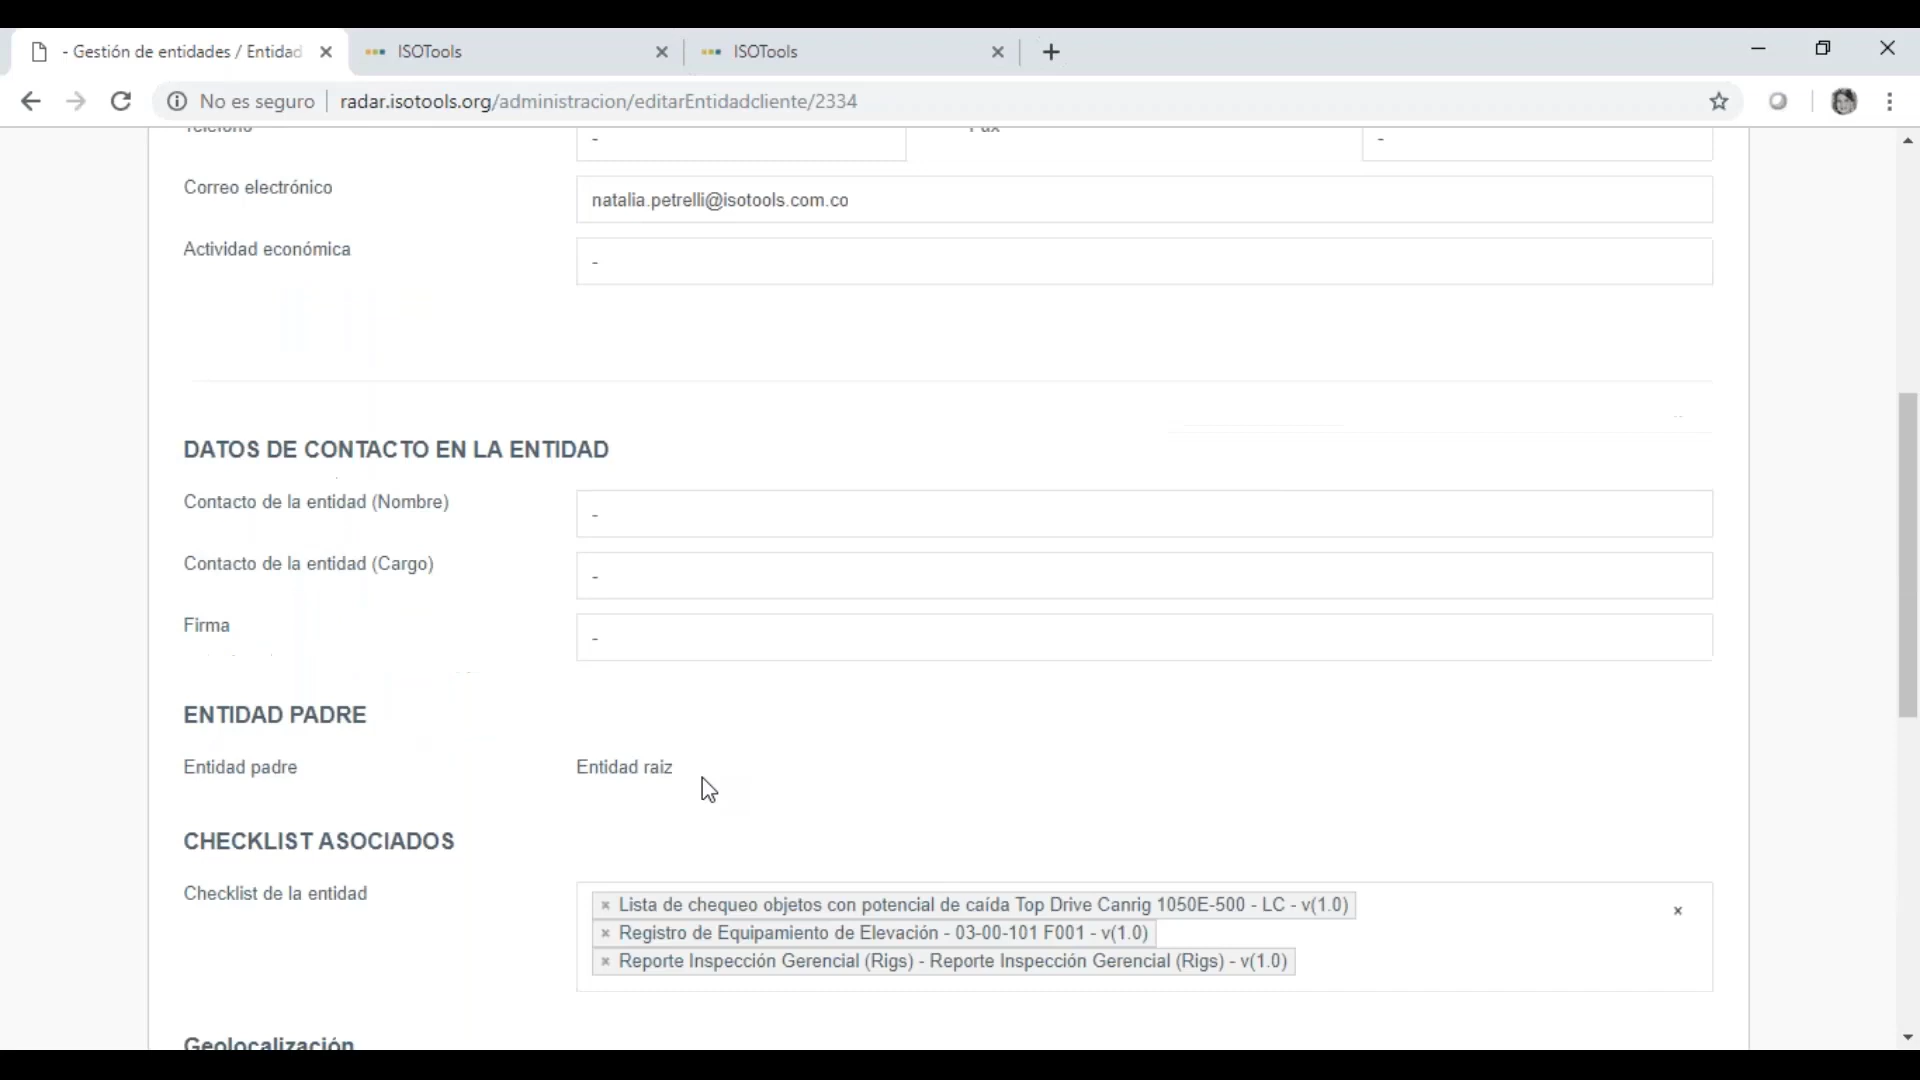 - Gestión de entidades / Entidad
ISOTools
ISOTools
No es seguro
radar.isotools.org/administracion/editarEntidadcliente/2334
Teléfono
-
Fax
-
Correo electrónico
natalia.petrelli@isotools.com.co
Actividad económica
-
DATOS DE CONTACTO EN LA ENTIDAD
Contacto de la entidad (Nombre)
-
Contacto de la entidad (Cargo)
-
Firma
-
ENTIDAD PADRE
Entidad padre
Entidad raiz
CHECKLIST ASOCIADOS
Checklist de la entidad
× Lista de chequeo objetos con potencial de caída Top Drive Canrig 1050E-500 - LC - v(1.0)
× Registro de Equipamiento de Elevación - 03-00-101 F001 - v(1.0)
× Reporte Inspección Gerencial (Rigs) - Reporte Inspección Gerencial (Rigs) - v(1.0)
×
Geolocalización